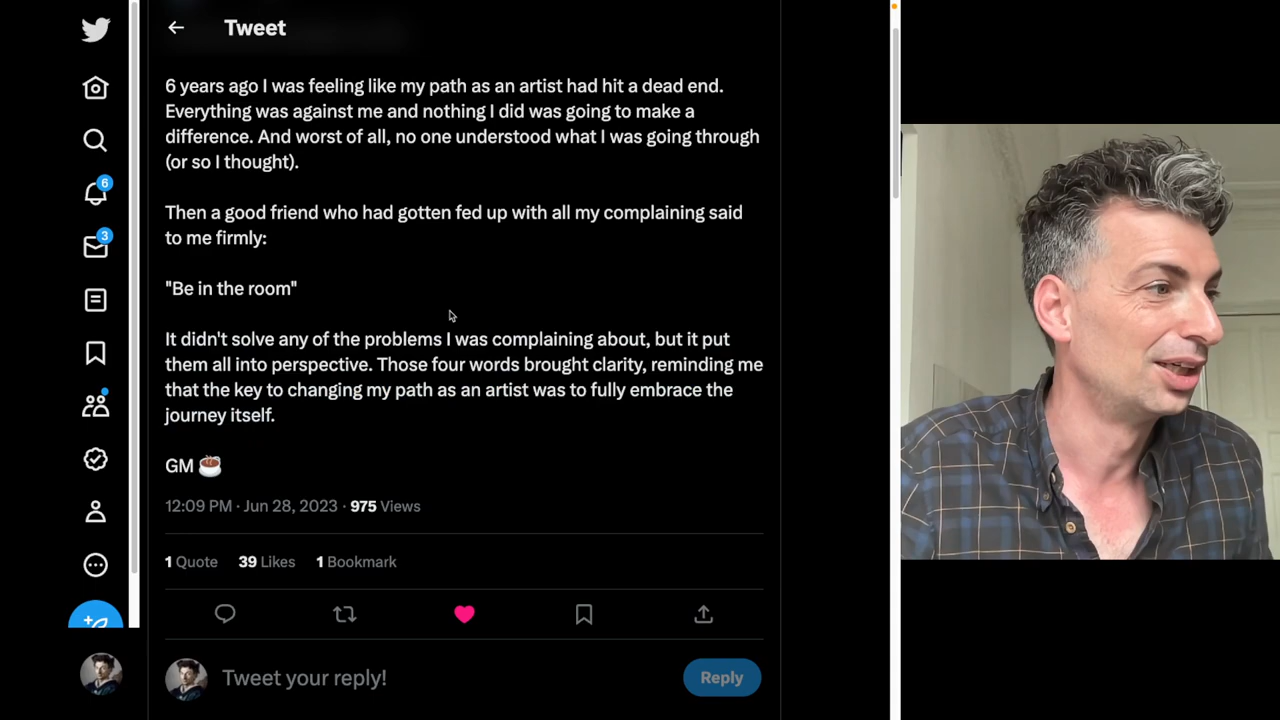 Tweet
6 years ago I was feeling like my path as an artist had hit a dead end.
Everything was against me and nothing I did was going to make a
difference. And worst of all, no one understood what I was going through
(or so I thought).
Then a good friend who had gotten fed up with all my complaining said
to me firmly:
"Be in the room"
It didn't solve any of the problems I was complaining about, but it put
them all into perspective. Those four words brought clarity, reminding me
that the key to changing my path as an artist was to fully embrace the
journey itself.
GM ☕
12:09 PM · Jun 28, 2023 · 975 Views
1 Quote 39 Likes 1 Bookmark
Tweet your reply!
Reply
6
3